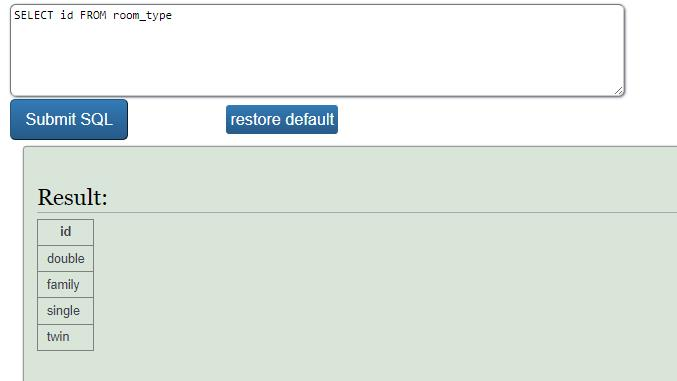 SELECT id FROM room_type
Submit SQL restore default
Result:
id
double
family
single
twin